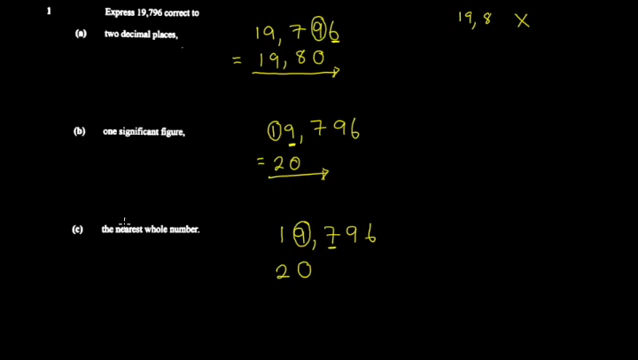 1 Express 19,796 correct to
(a) two decimal places,
19,796
= 19,80
19,8 X
(b) one significant figure,
19,796
= 20
(c) the nearest whole number.
19,796
20